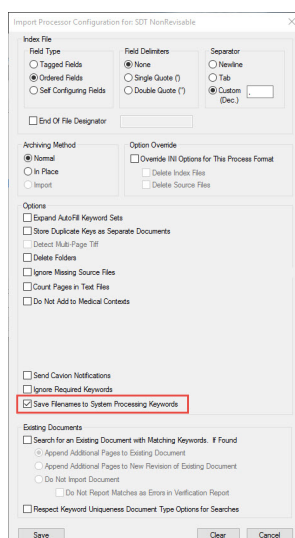 Import Processor Configuration for: SDT NonRevisable
Index File
Field Type
Tagged Fields
Ordered Fields
Self Configuring Fields
Field Delimiters
None
Single Quote (')
Double Quote (")
Separator
Newline
Tab
Custom (Dec.)
End Of File Designator
Archiving Method
Normal
In Place
Import
Option Override
Override INI Options for This Process Format
Delete Index Files
Delete Source Files
Options
Expand AutoFill Keyword Sets
Store Duplicate Keys as Separate Documents
Detect Multi-Page Tiff
Delete Folders
Ignore Missing Source Files
Count Pages in Text Files
Do Not Add to Medical Contexts
Send Cavion Notifications
Ignore Required Keywords
Save Filenames to System Processing Keywords
Existing Documents
Search for an Existing Document with Matching Keywords. If Found
Append Additional Pages to Existing Document
Append Additional Pages to New Revision of Existing Document
Do Not Import Document
Do Not Report Matches as Errors in Verification Report
Respect Keyword Uniqueness Document Type Options for Searches
Save Clear Cancel